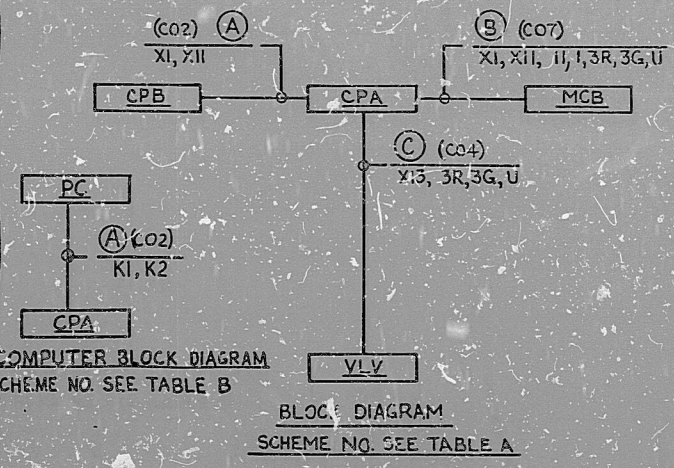 (C02) A
X1, X11
B (C07)
X1, X11, 11, 1, 3R, 3G, U
CPB
CPA
MCB
C (C04)
X13, 3R, 3G, U
PC
A (C02)
K1, K2
CPA
COMPUTER BLOCK DIAGRAM
SCHEME NO. SEE TABLE B
VLV
BLOCK DIAGRAM
SCHEME NO. SEE TABLE A